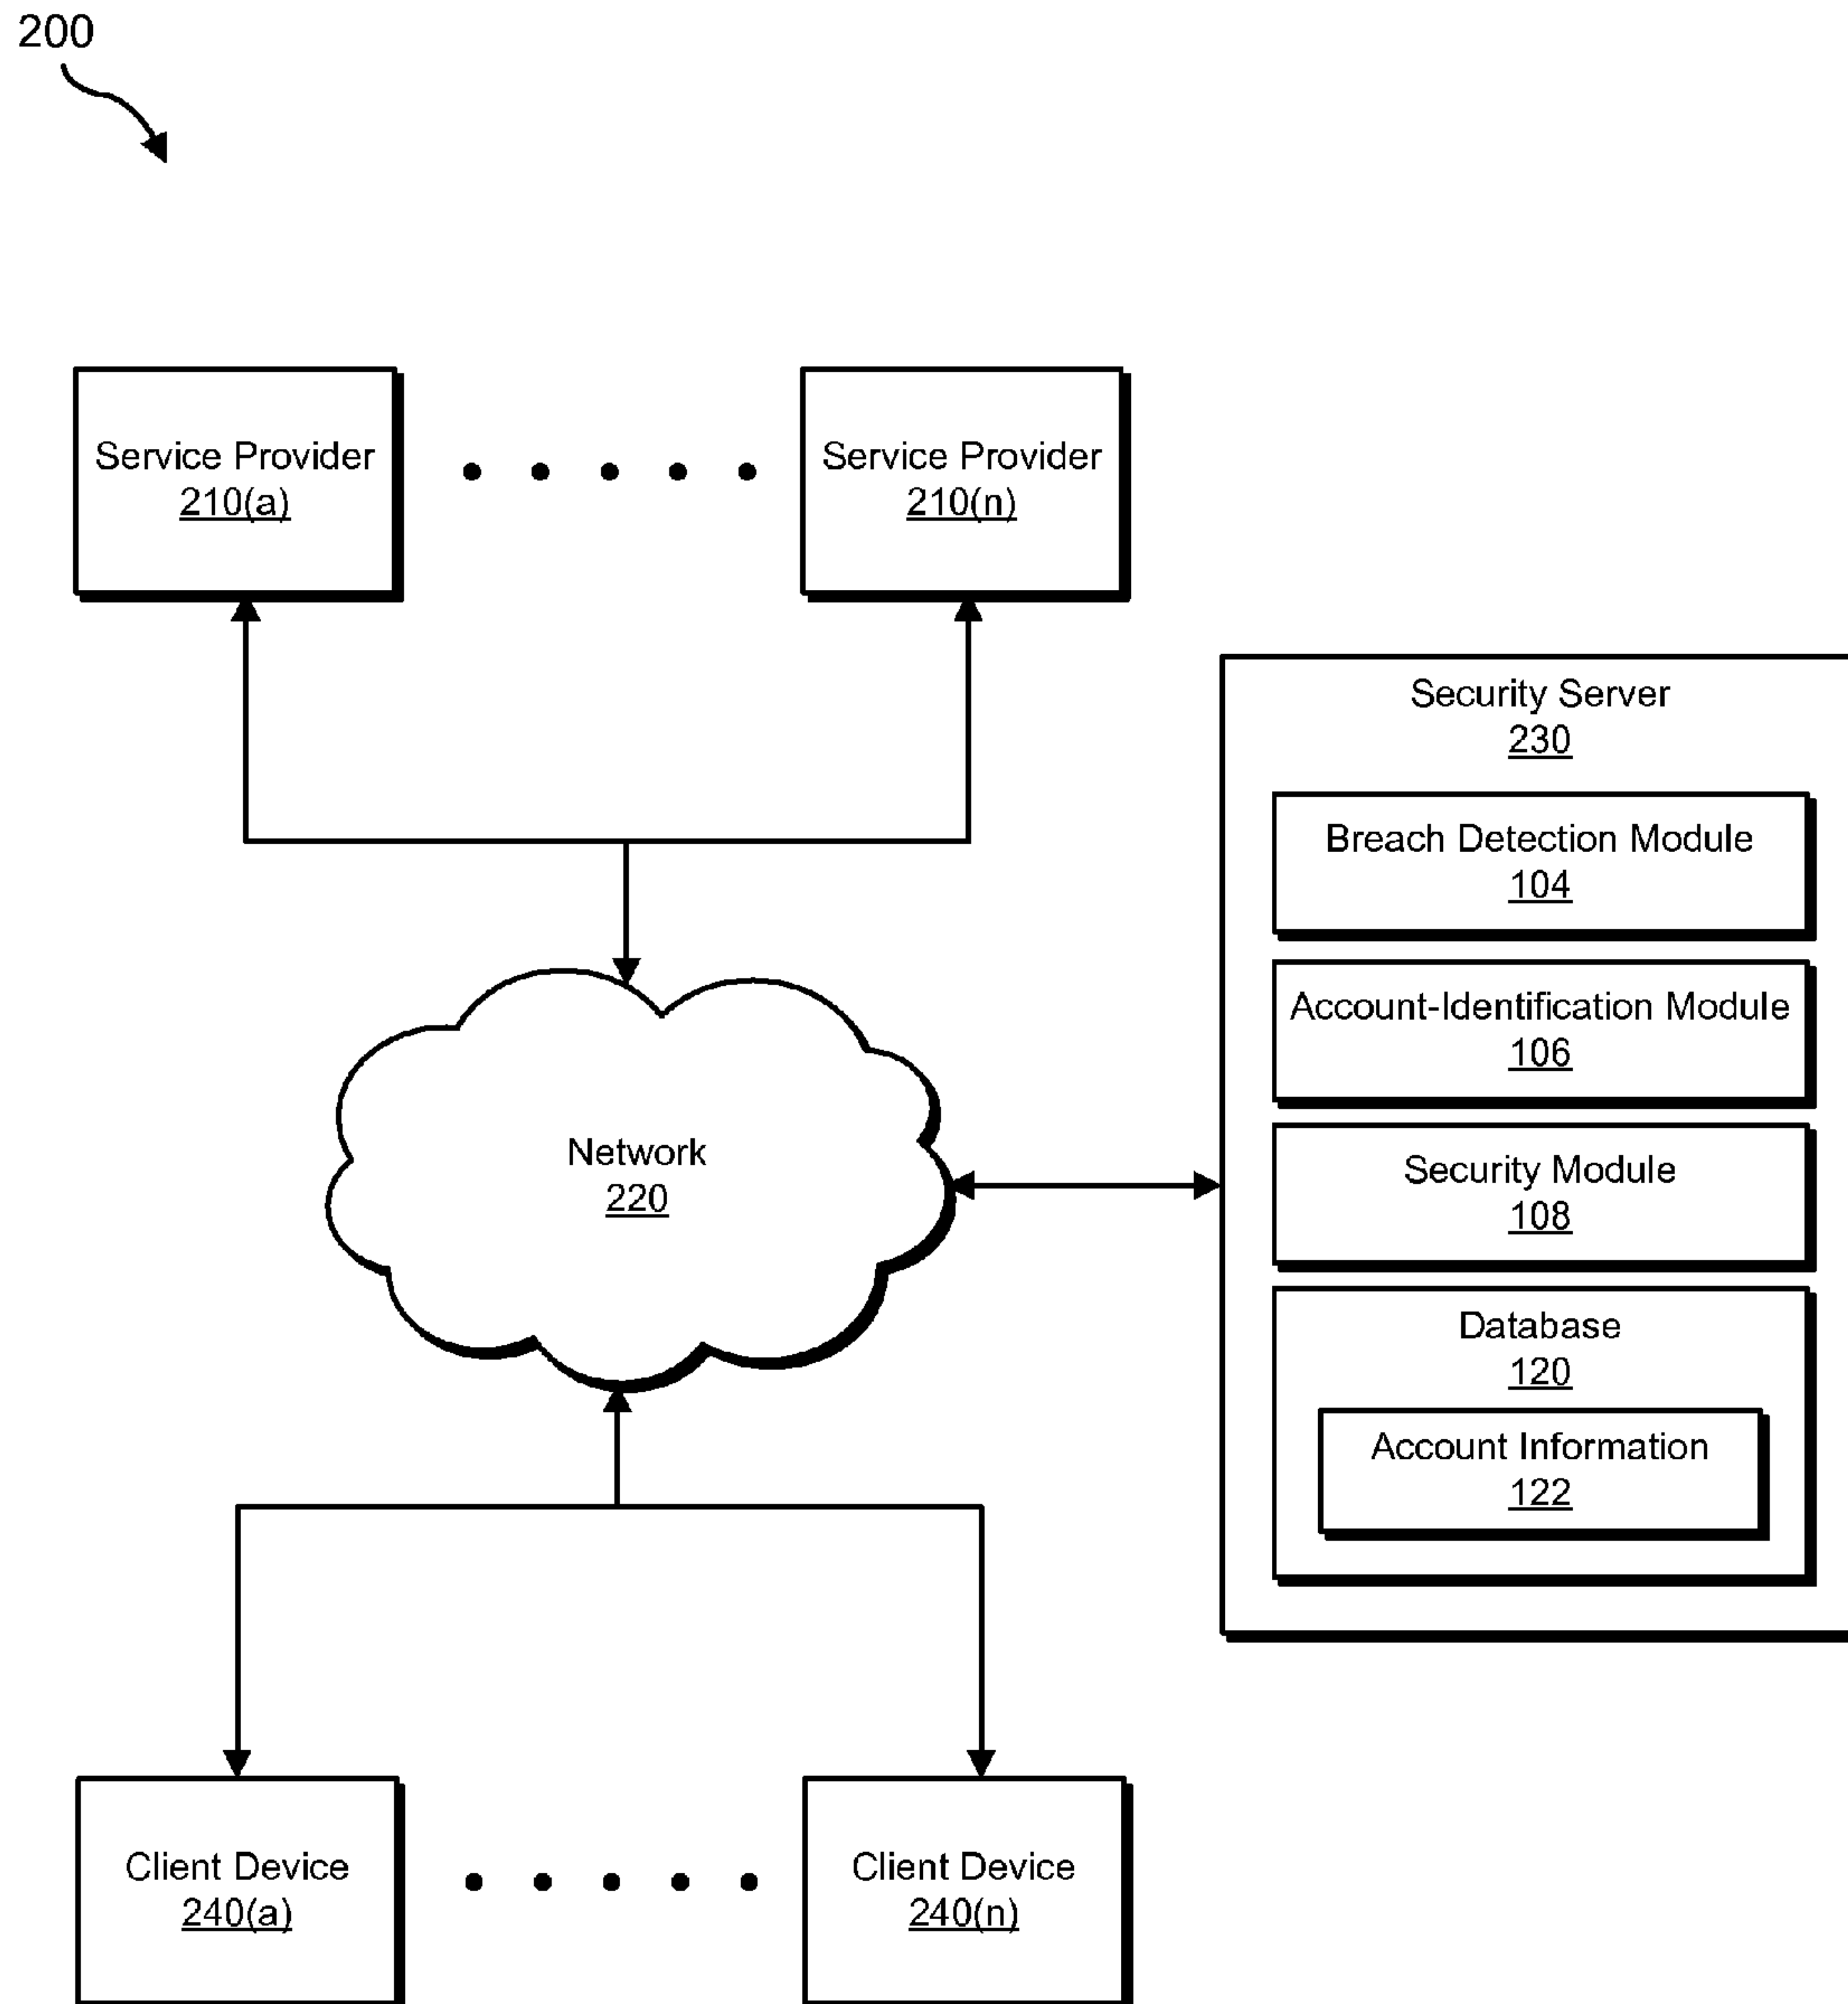 200
Service Provider
210(a)
Service Provider
210(n)
Security Server
230
Breach Detection Module
104
Account-Identification Module
106
Network
220
Security Module
108
Database
120
Account Information
122
Client Device
240(a)
Client Device
240(n)